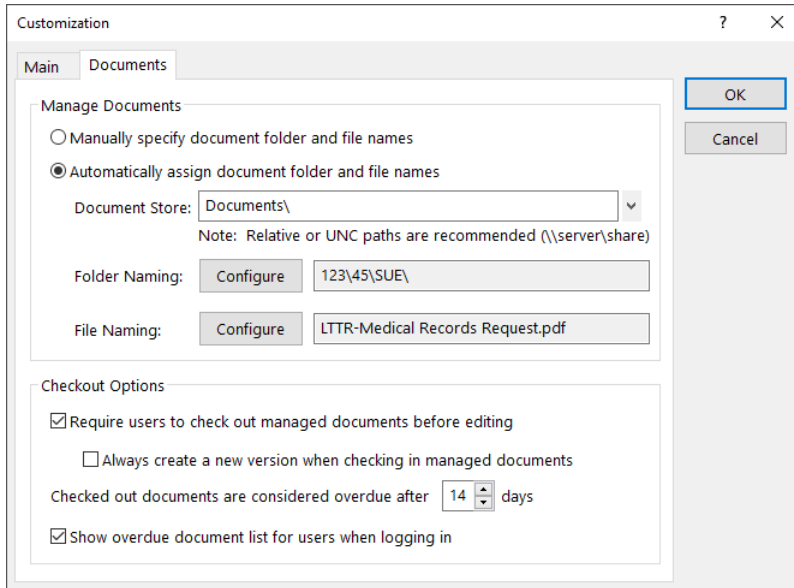 Customization
Main
Documents
OK
Cancel
Manage Documents
Manually specify document folder and file names
Automatically assign document folder and file names
Document Store: Documents\
Note: Relative or UNC paths are recommended (\\server\share)
Folder Naming: Configure 123\45\SUE\
File Naming: Configure LTTR-Medical Records Request.pdf
Checkout Options
Require users to check out managed documents before editing
Always create a new version when checking in managed documents
Checked out documents are considered overdue after 14 days
Show overdue document list for users when logging in